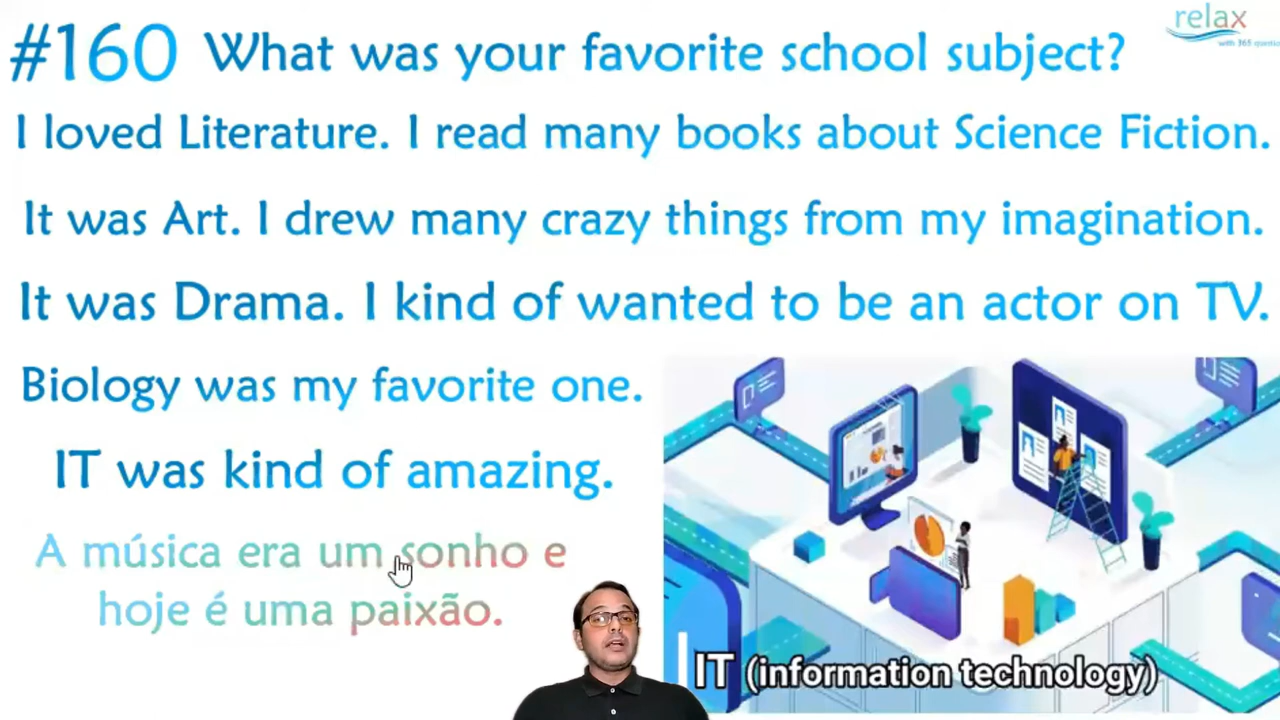 #160 What was your favorite school subject?
relax
with 365
I loved Literature. I read many books about Science Fiction.
It was Art. I drew many crazy things from my imagination.
It was Drama. I kind of wanted to be an actor on TV.
Biology was my favorite one.
IT was kind of amazing.
A música era um sonho e
hoje é uma paixão.
IT (information technology)